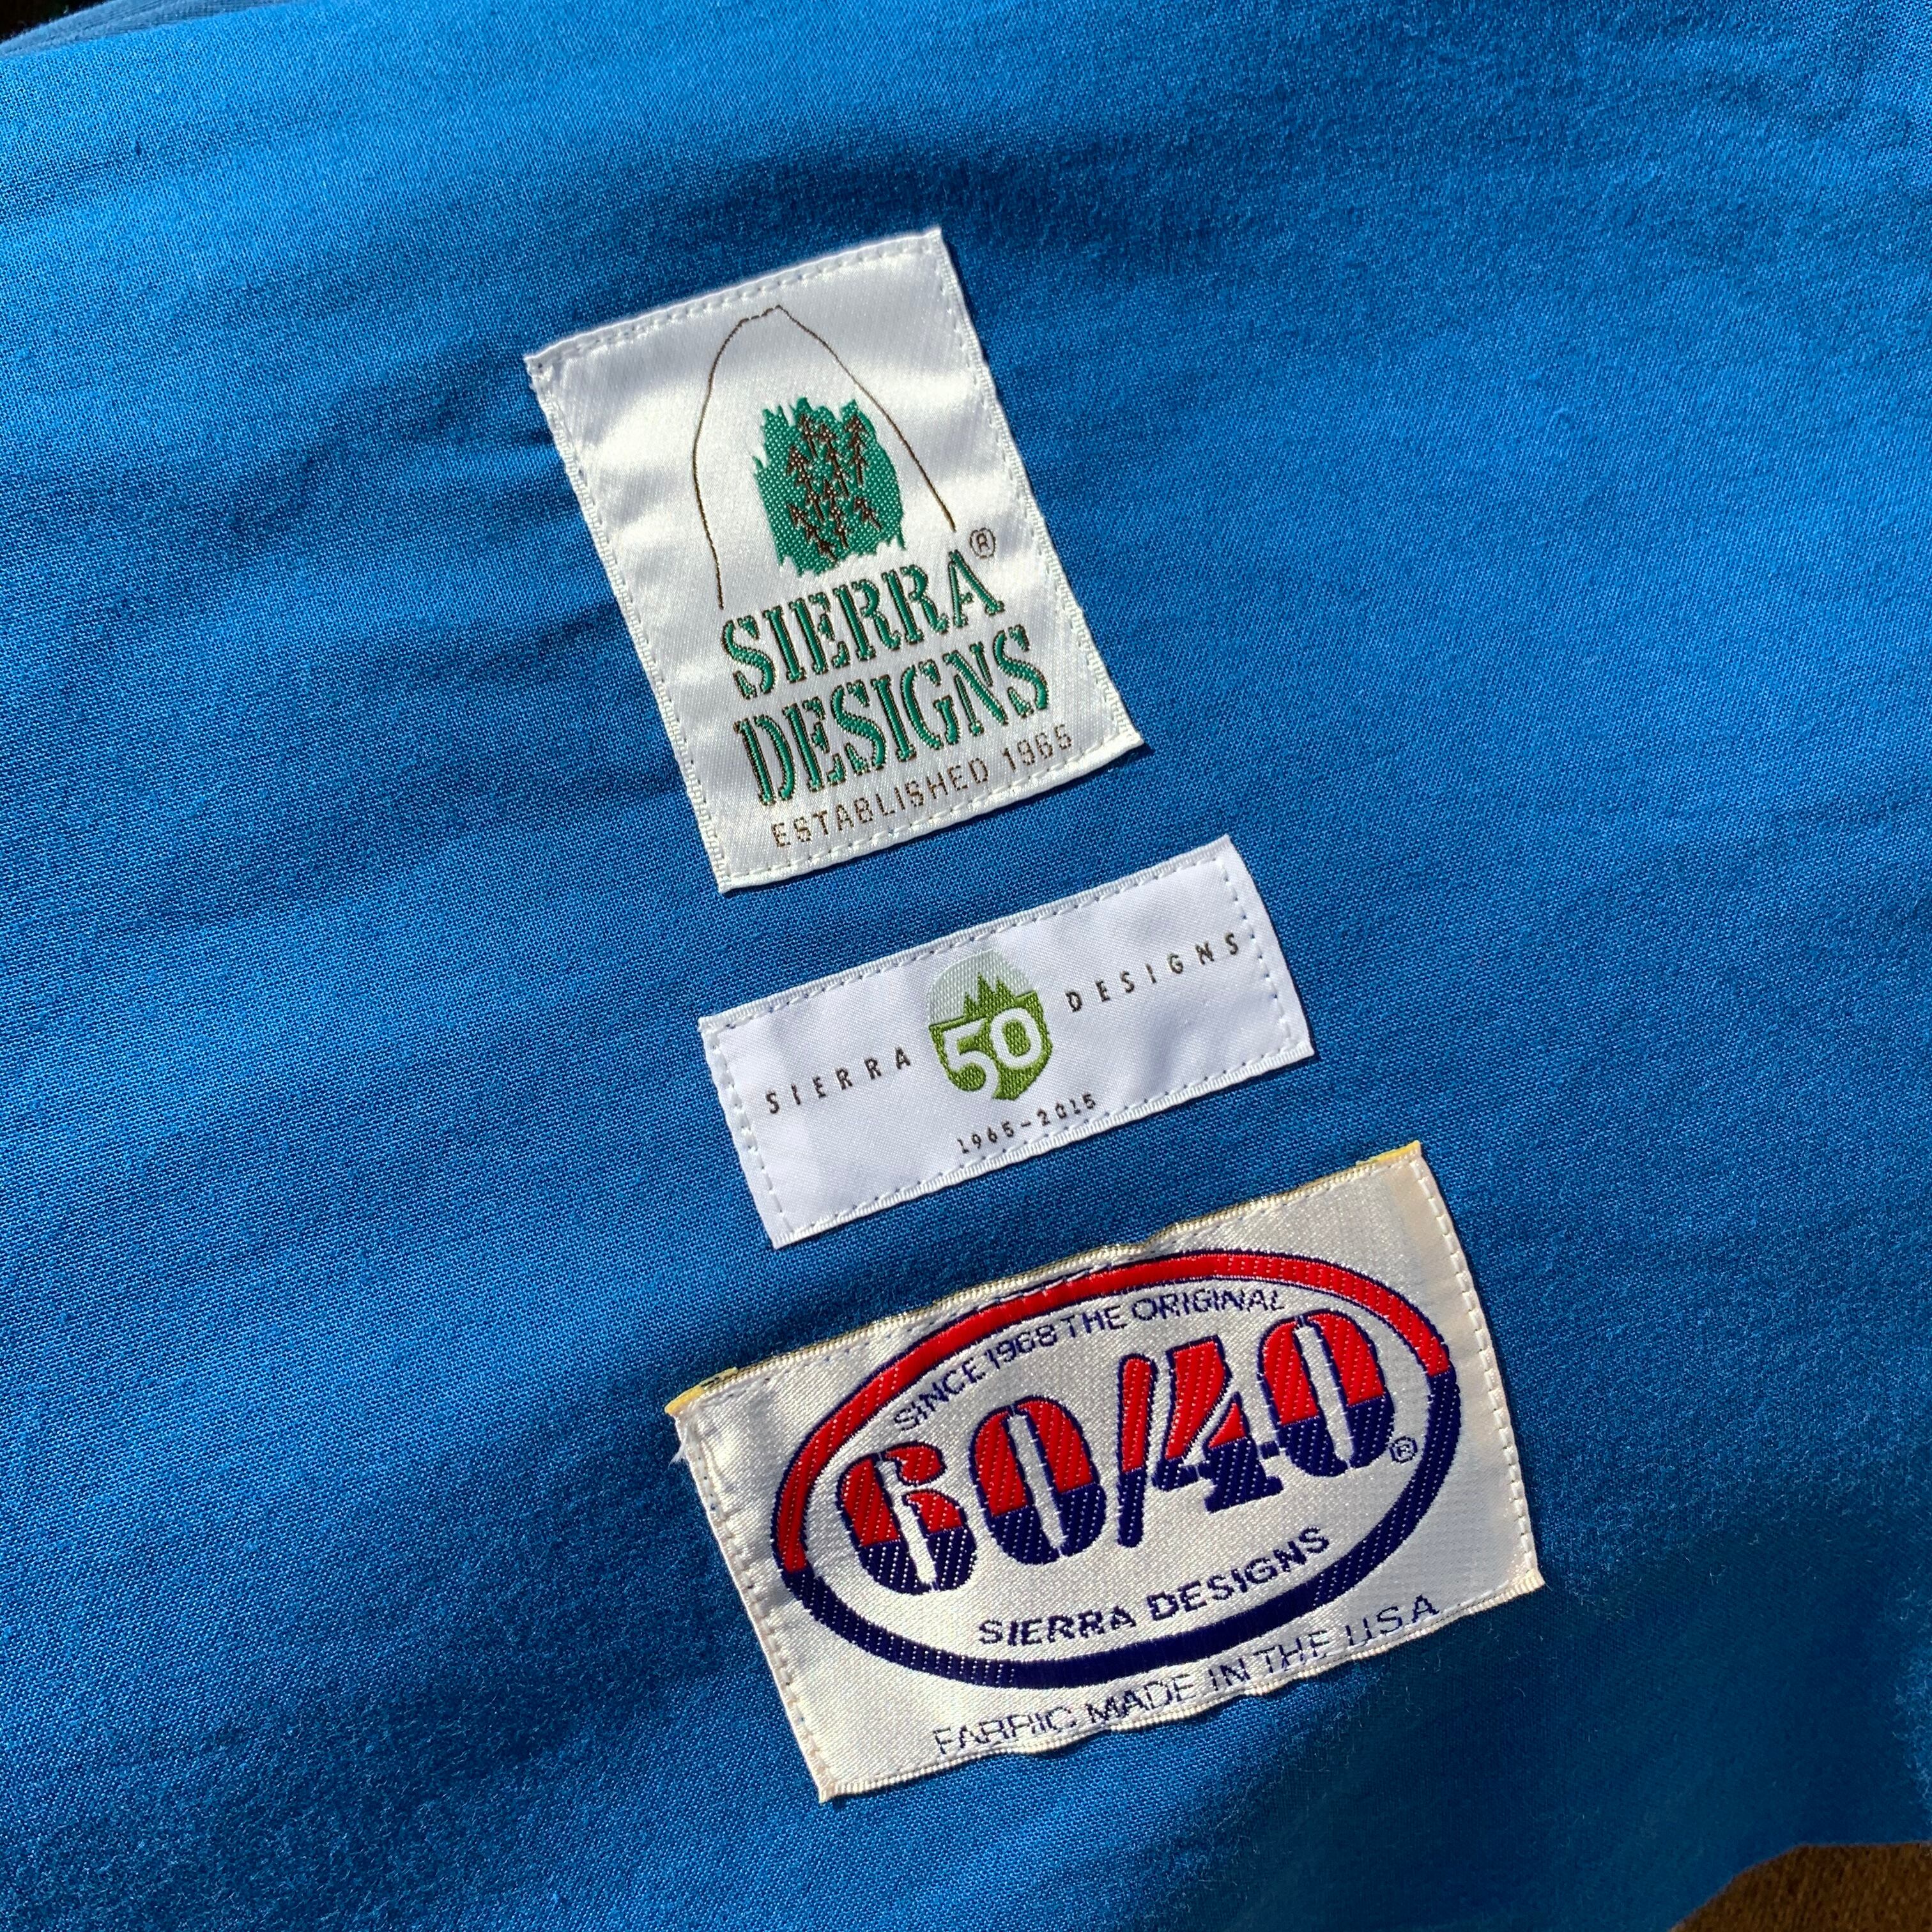 ®
SIERRA
DESIGNS
ESTABLISHED 1965
SIERRA 50 DESIGNS
1965-2015
SINCE 1968 THE ORIGINAL
60/40®
SIERRA DESIGNS
FABRIC MADE IN THE USA